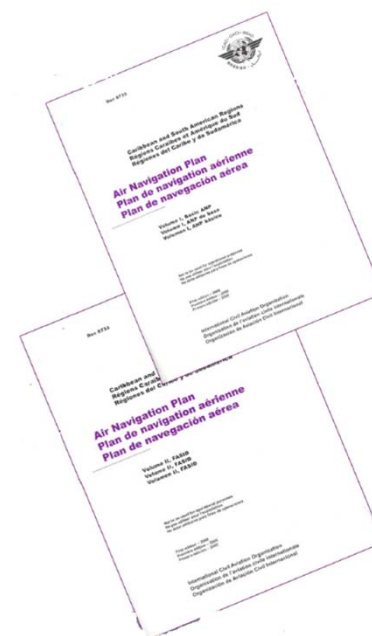 Doc 8733
Caribbean and South American Regions
Régions Caraïbes et Amérique du Sud
Regiones del Caribe y de Sudamérica
Air Navigation Plan
Plan de navigation aérienne
Plan de navegación aérea
Volume I, Basic ANP
Volume I, ANP de base
Volumen I, ANP básico
International Civil Aviation Organization
Organisation de l'aviation civile internationale
Organización de Aviación Civil Internacional
Doc 8733
Caribbean and
Régions Caraïb
Regiones del Caribe y de Sudamérica
Air Navigation Plan
Plan de navigation aérienne
Plan de navegación aérea
Volume II, FASID
Volume II, FASID
Volumen II, FASID
International Civil Aviation Organization
Organisation de l'aviation civile internationale
Organización de Aviación Civil Internacional